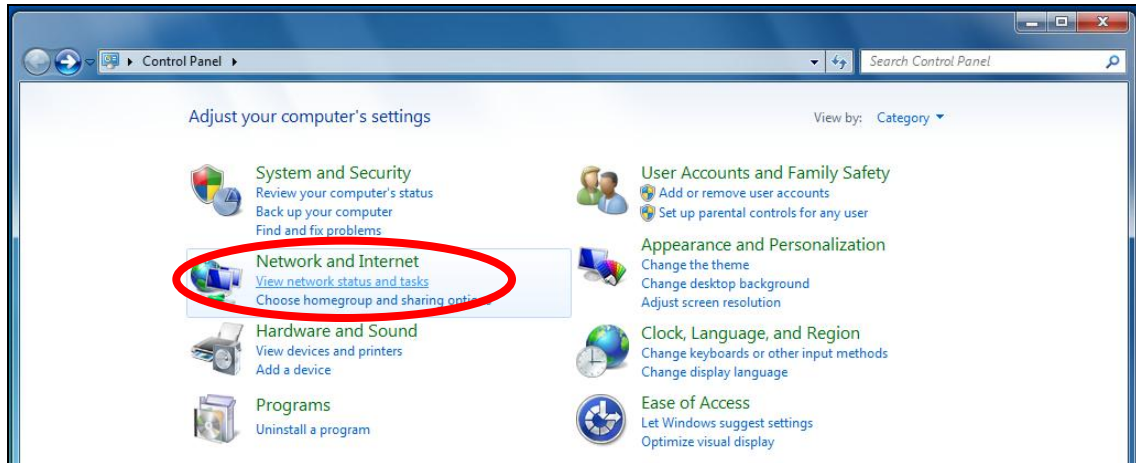 Control Panel
Search Control Panel
Adjust your computer's settings
View by: Category
System and Security
Review your computer's status
Back up your computer
Find and fix problems
Network and Internet
View network status and tasks
Choose homegroup and sharing options
Hardware and Sound
View devices and printers
Add a device
Programs
Uninstall a program
User Accounts and Family Safety
Add or remove user accounts
Set up parental controls for any user
Appearance and Personalization
Change the theme
Change desktop background
Adjust screen resolution
Clock, Language, and Region
Change keyboards or other input methods
Change display language
Ease of Access
Let Windows suggest settings
Optimize visual display